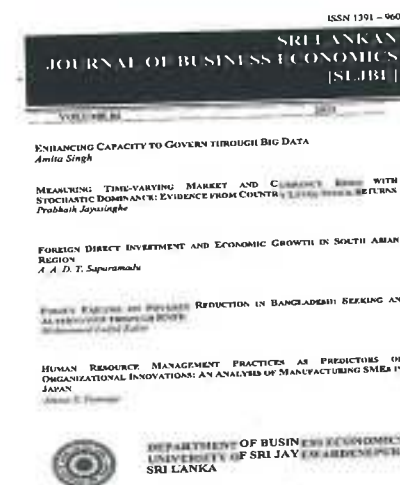 ISSN 1391 – 960
SRI LANKAN
JOURNAL OF BUSINESS ECONOMICS
[SLJBE]
ENHANCING CAPACITY TO GOVERN THROUGH BIG DATA
Amita Singh
MEASURING TIME-VARYING MARKET AND WITH
STOCHASTIC DOMINANCE: EVIDENCE FROM RETURNS
Prabhath Jayasinghe
FOREIGN DIRECT INVESTMENT AND ECONOMIC GROWTH IN SOUTH ASIAN
REGION
A. A. D. T. Saparamadu
REDUCTION IN BANGLADESH: SEEKING AN
HUMAN RESOURCE MANAGEMENT PRACTICES AS PREDICTORS OF
ORGANIZATIONAL INNOVATIONS: AN ANALYSIS OF MANUFACTURING SMES IN
JAPAN
DEPARTMENT OF BUSINESS ECONOMICS
UNIVERSITY OF SRI
SRI LANKA